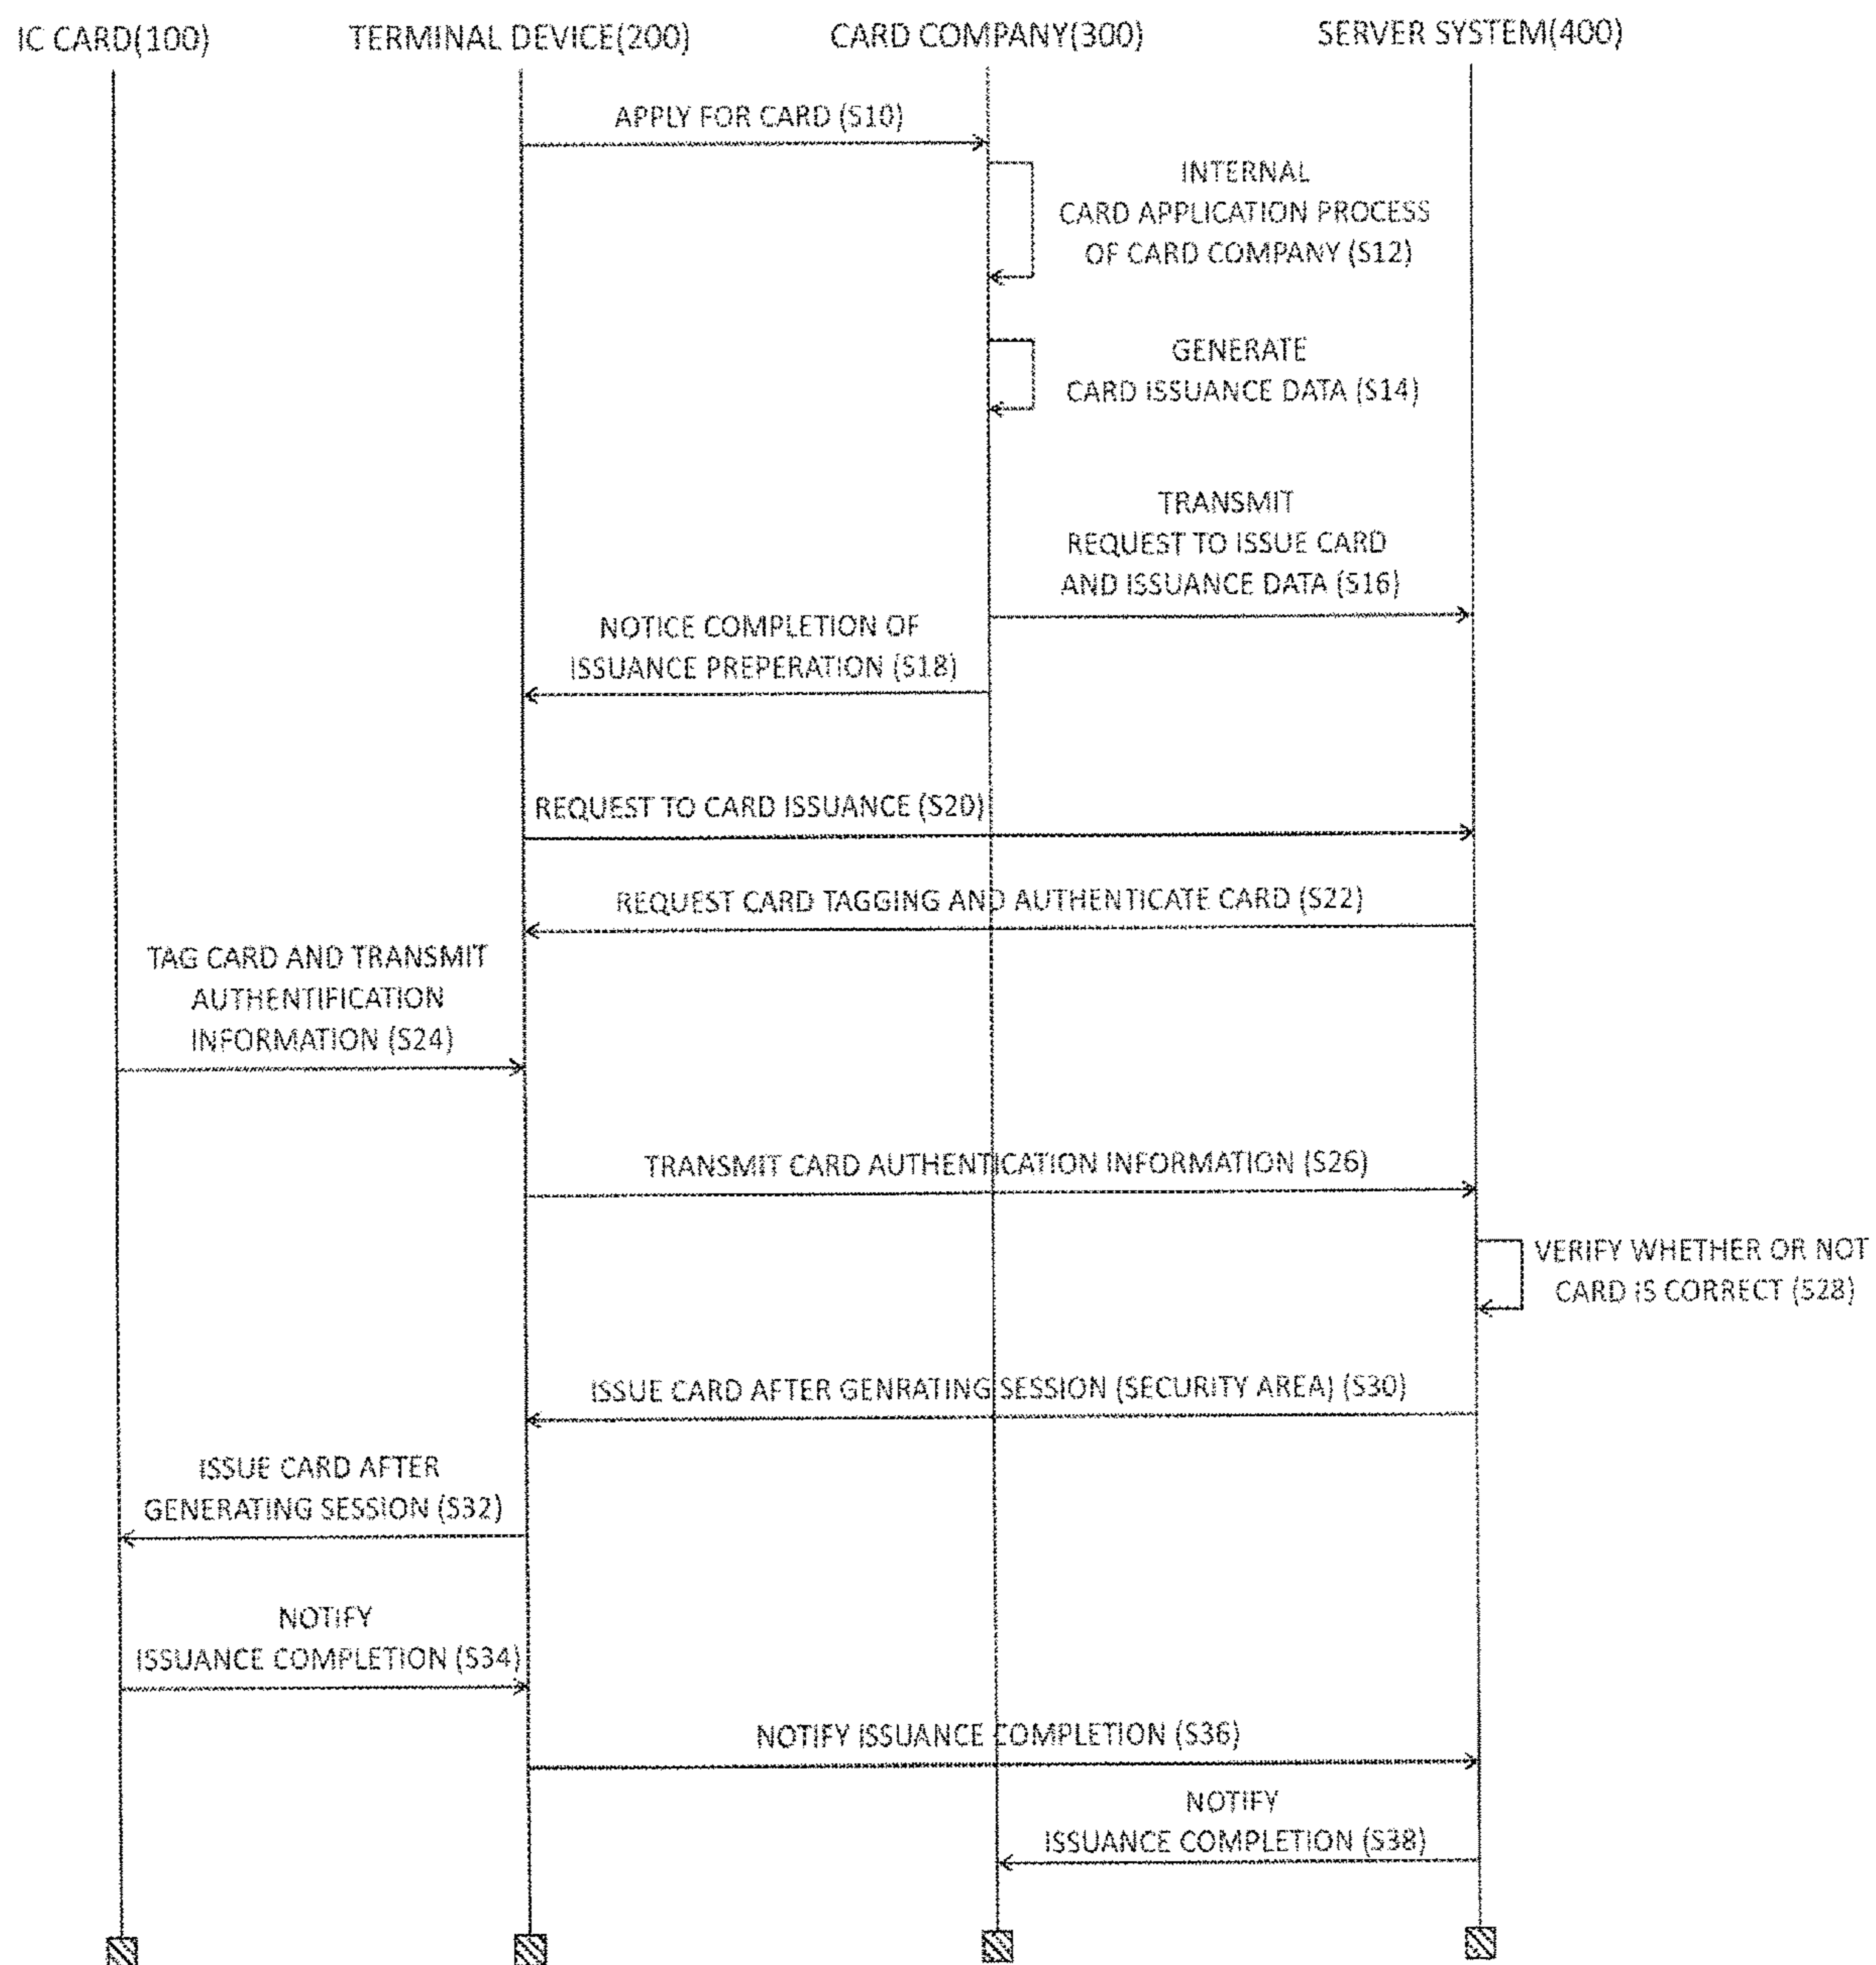 IC CARD(100)
TERMINAL DEVICE(200)
CARD COMPANY(300)
SERVER SYSTEM(400)
APPLY FOR CARD (S10)
INTERNAL
CARD APPLICATION PROCESS
OF CARD COMPANY (S12)
GENERATE
CARD ISSUANCE DATA (S14)
TRANSMIT
REQUEST TO ISSUE CARD
AND ISSUANCE DATA (S16)
NOTICE COMPLETION OF
ISSUANCE PREPERATION (S18)
REQUEST TO CARD ISSUANCE (S20)
REQUEST CARD TAGGING AND AUTHENTICATE CARD (S22)
TAG CARD AND TRANSMIT
AUTHENTIFICATION
INFORMATION (S24)
TRANSMIT CARD AUTHENTICATION INFORMATION (S26)
VERIFY WHETHER OR NOT
CARD IS CORRECT (S28)
ISSUE CARD AFTER GENRATING SESSION (SECURITY AREA) (S30)
ISSUE CARD AFTER
GENERATING SESSION (S32)
NOTIFY
ISSUANCE COMPLETION (S34)
NOTIFY ISSUANCE COMPLETION (S36)
NOTIFY
ISSUANCE COMPLETION (S38)